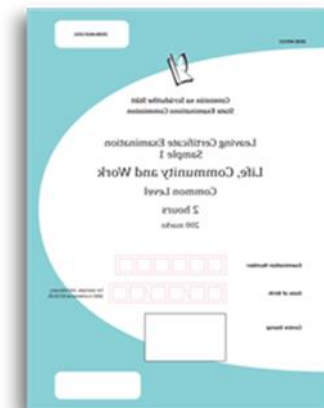 Coimisiún na Scrúduithe Stáit
State Examinations Commission
Leaving Certificate Examination
Sample 1
Life, Community and Work
Common Level
2 hours
200 marks
Examination Number
Date of Birth
Centre Stamp